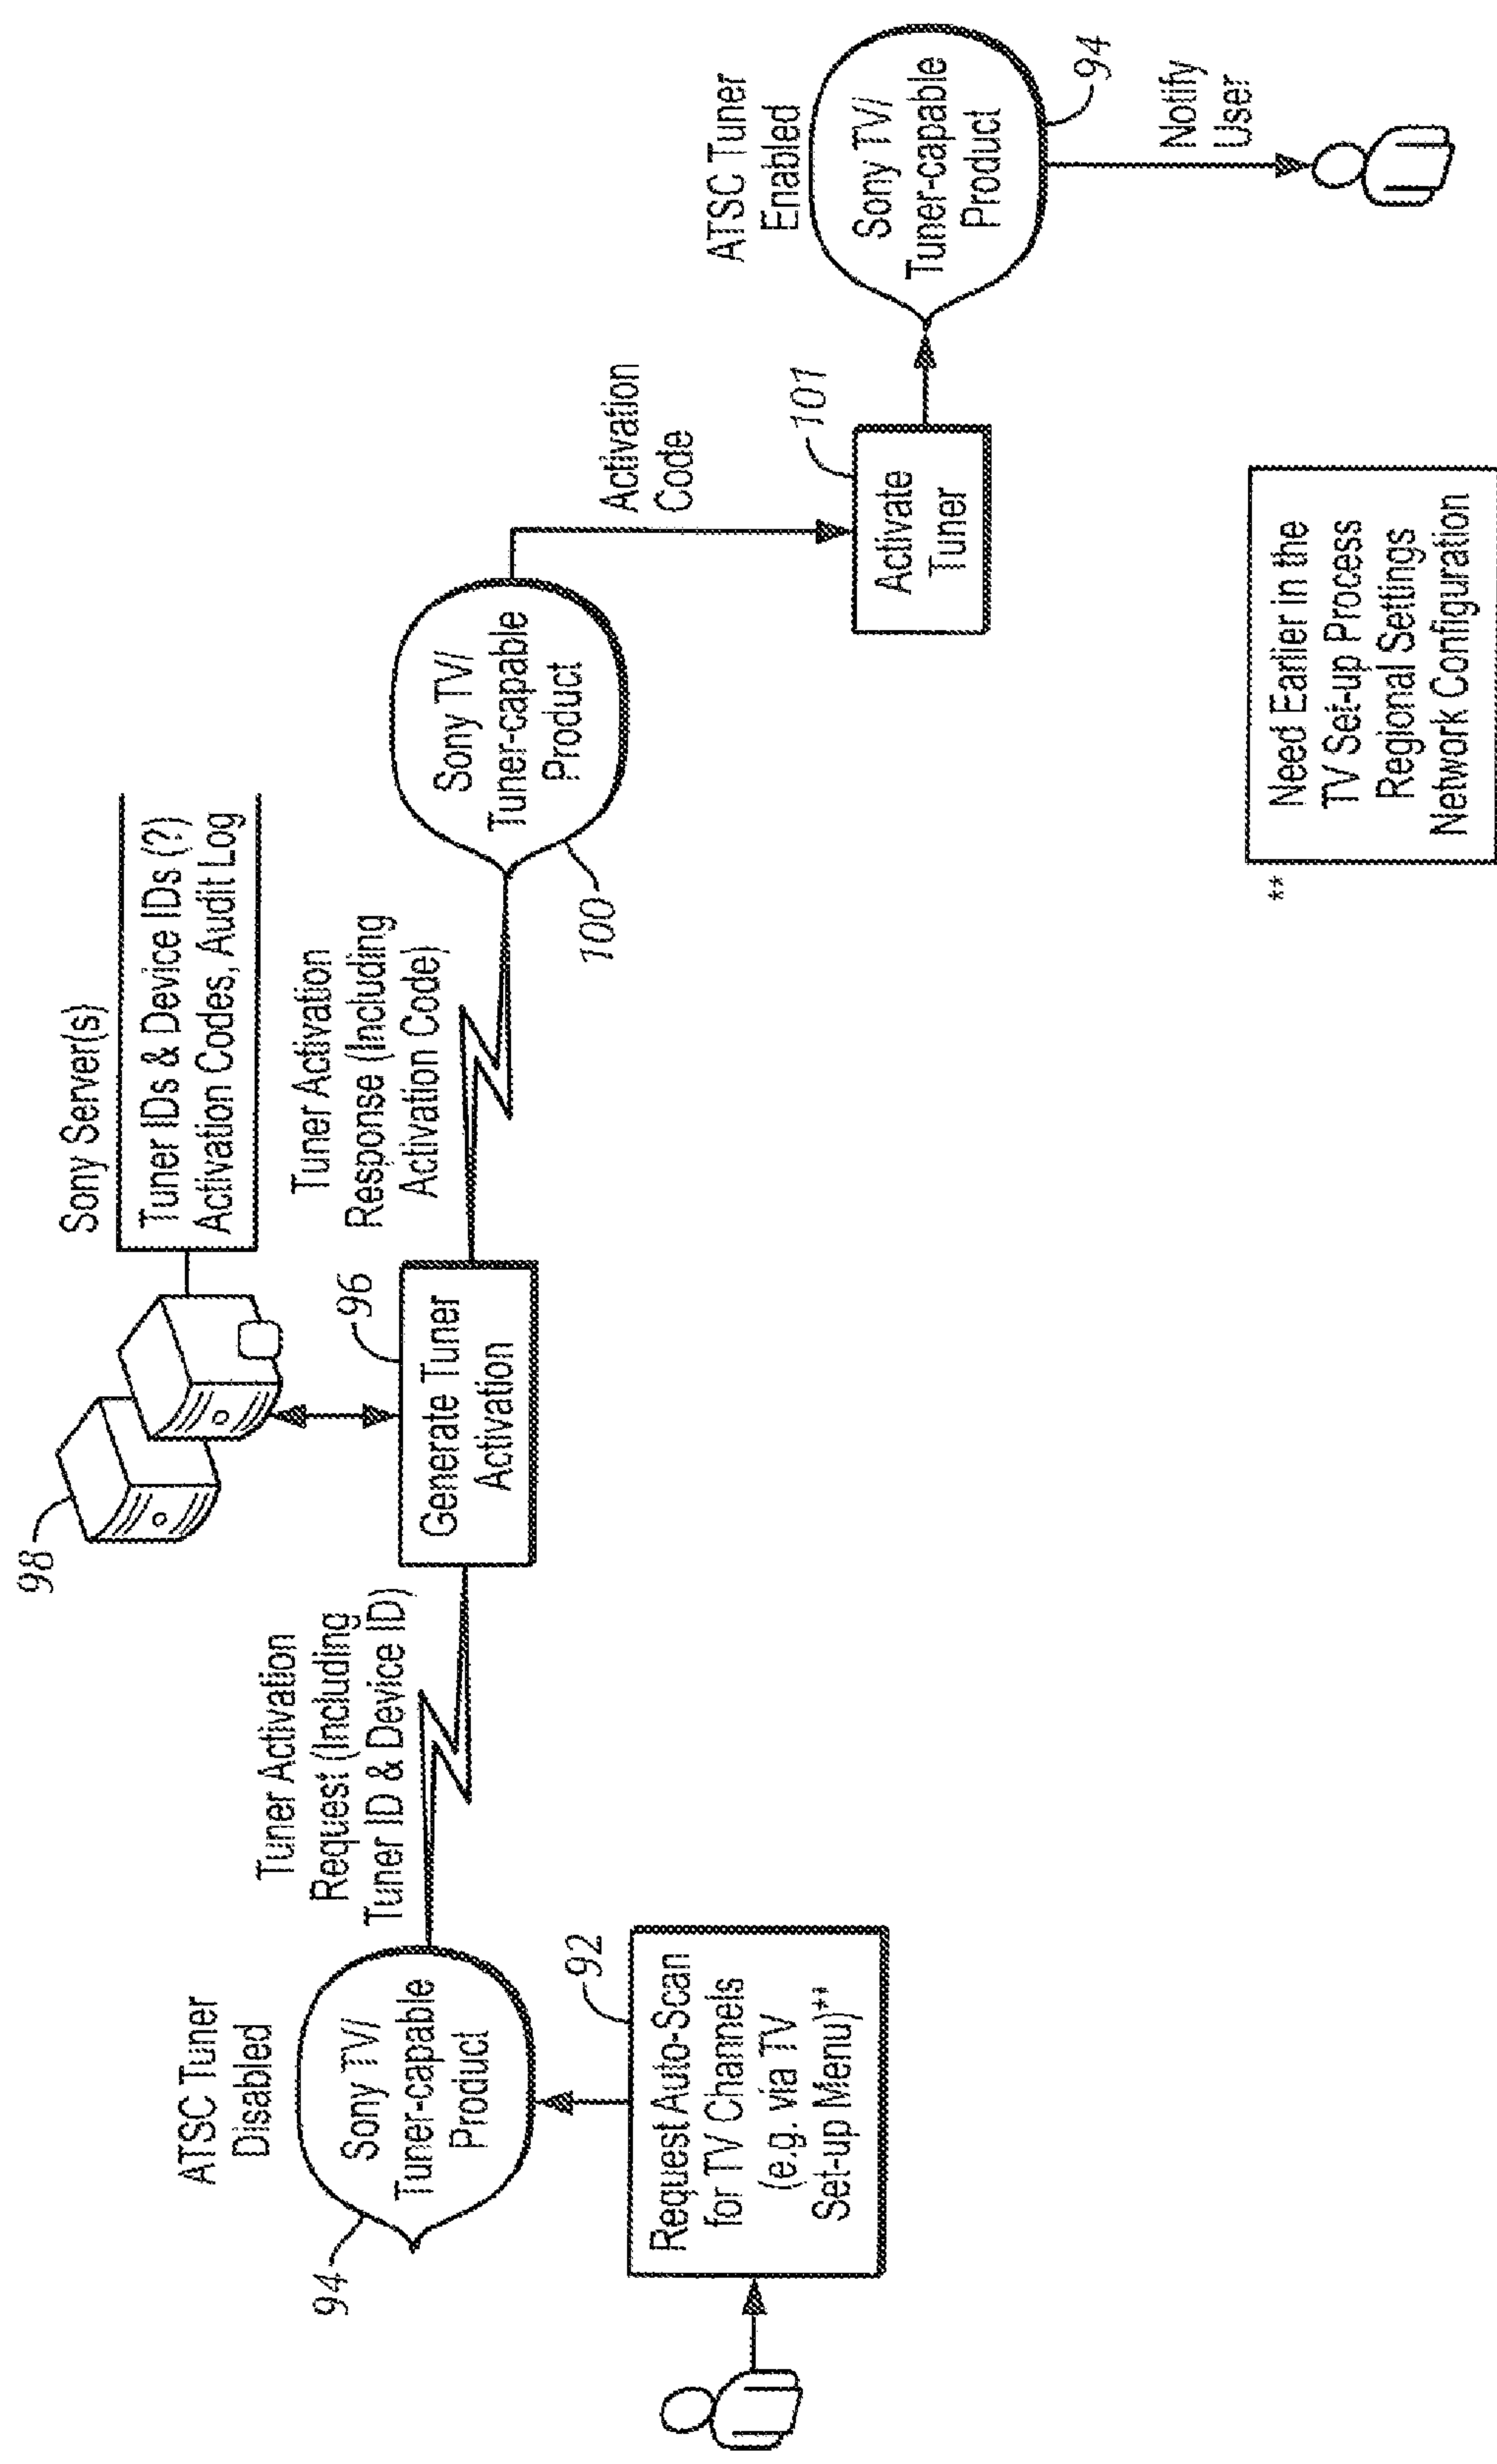 98
Sony Server(s)
Tuner IDs & Device IDs (?)
Activation Codes, Audit Log
ATSC Tuner
Disabled
94
Sony TV/
Tuner-capable
Product
Tuner Activation
Request (Including
Tuner ID & Device ID)
92
Request Auto-Scan
for TV Channels
(e.g. via TV
Set-up Menu)**
96
Generate Tuner
Activation
Tuner Activation
Response (Including
Activation Code)
100
Sony TV/
Tuner-capable
Product
Activation
Code
101
Activate
Tuner
ATSC Tuner
Enabled
Sony TV/
Tuner-capable
Product
94
Notify
User
**
Need Earlier in the
TV Set-up Process
Regional Settings
Network Configuration